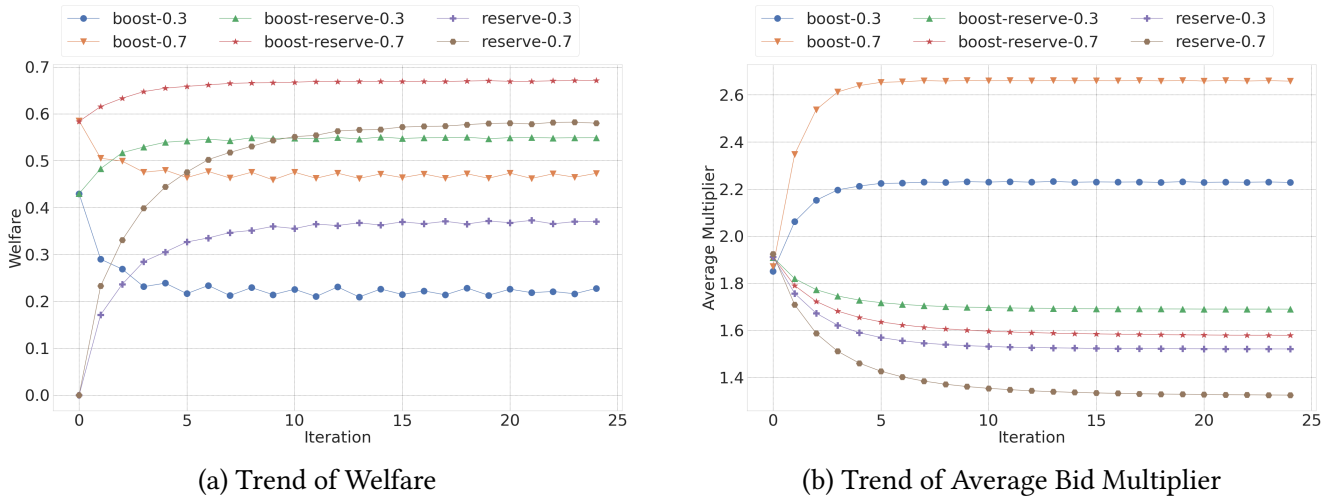 boost-0.3 boost-reserve-0.3 reserve-0.3
boost-0.7 boost-reserve-0.7 reserve-0.7
0.7
0.6
0.5
0.4
0.3
0.2
0.1
0.0
Welfare
0 5 10 15 20 25
Iteration
(a) Trend of Welfare
boost-0.3 boost-reserve-0.3 reserve-0.3
boost-0.7 boost-reserve-0.7 reserve-0.7
2.6
2.4
2.2
2.0
1.8
1.6
1.4
Average Multiplier
0 5 10 15 20 25
Iteration
(b) Trend of Average Bid Multiplier